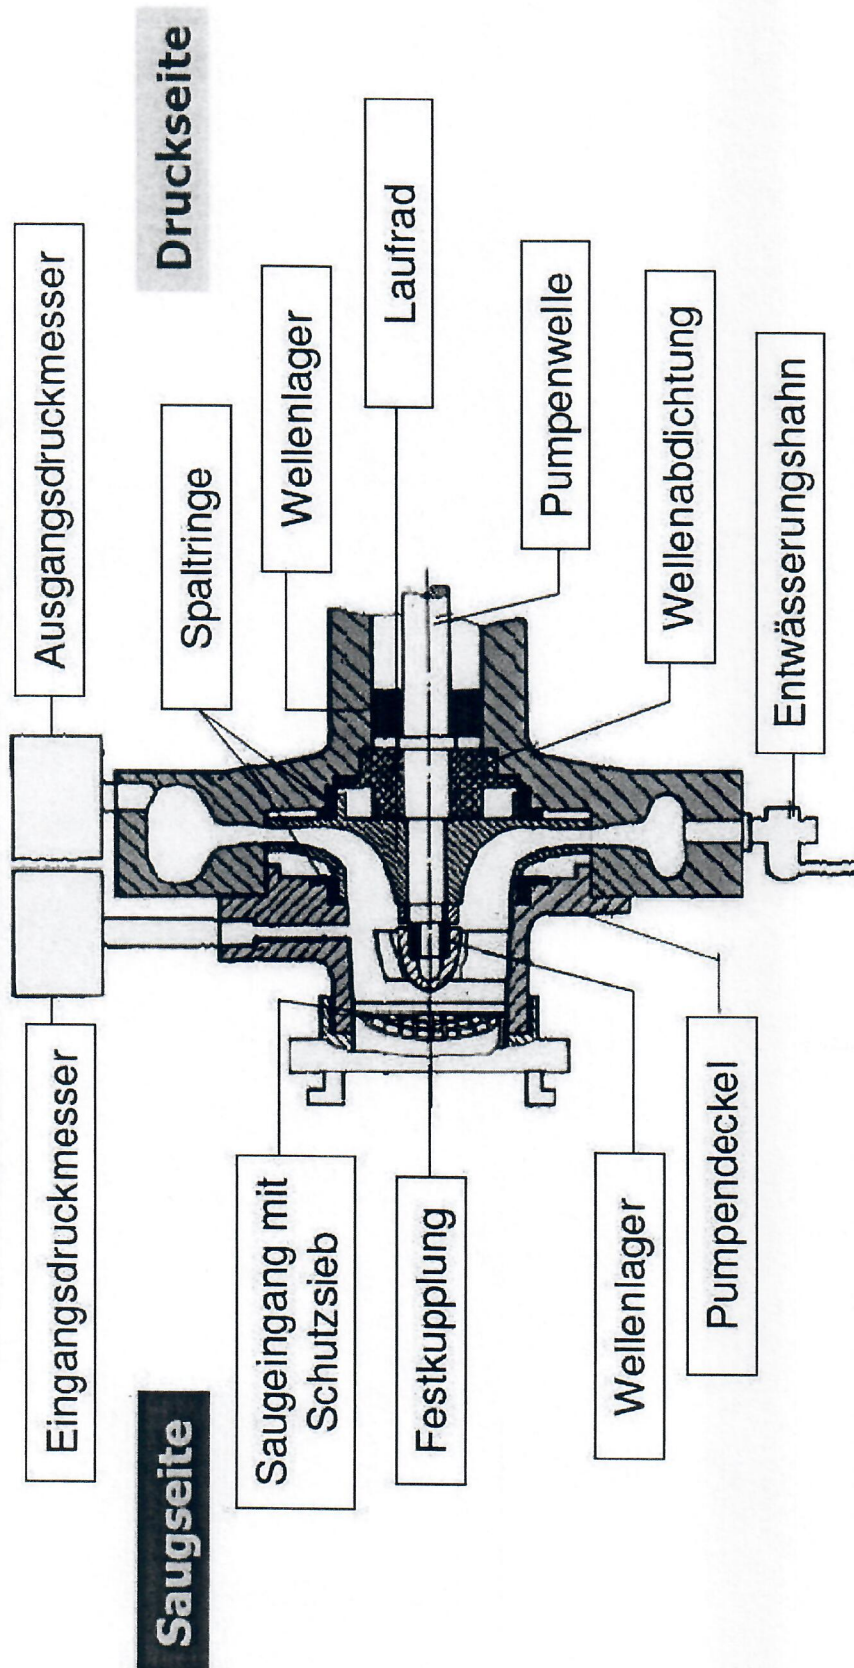 Saugseite
Druckseite
Eingangsdruckmesser
Ausgangsdruckmesser
Saugeingang mit
Schutzsieb
Festkupplung
Wellenlager
Pumpendeckel
Spaltringe
Wellenlager
Laufrad
Pumpenwelle
Wellenabdichtung
Entwässerungshahn